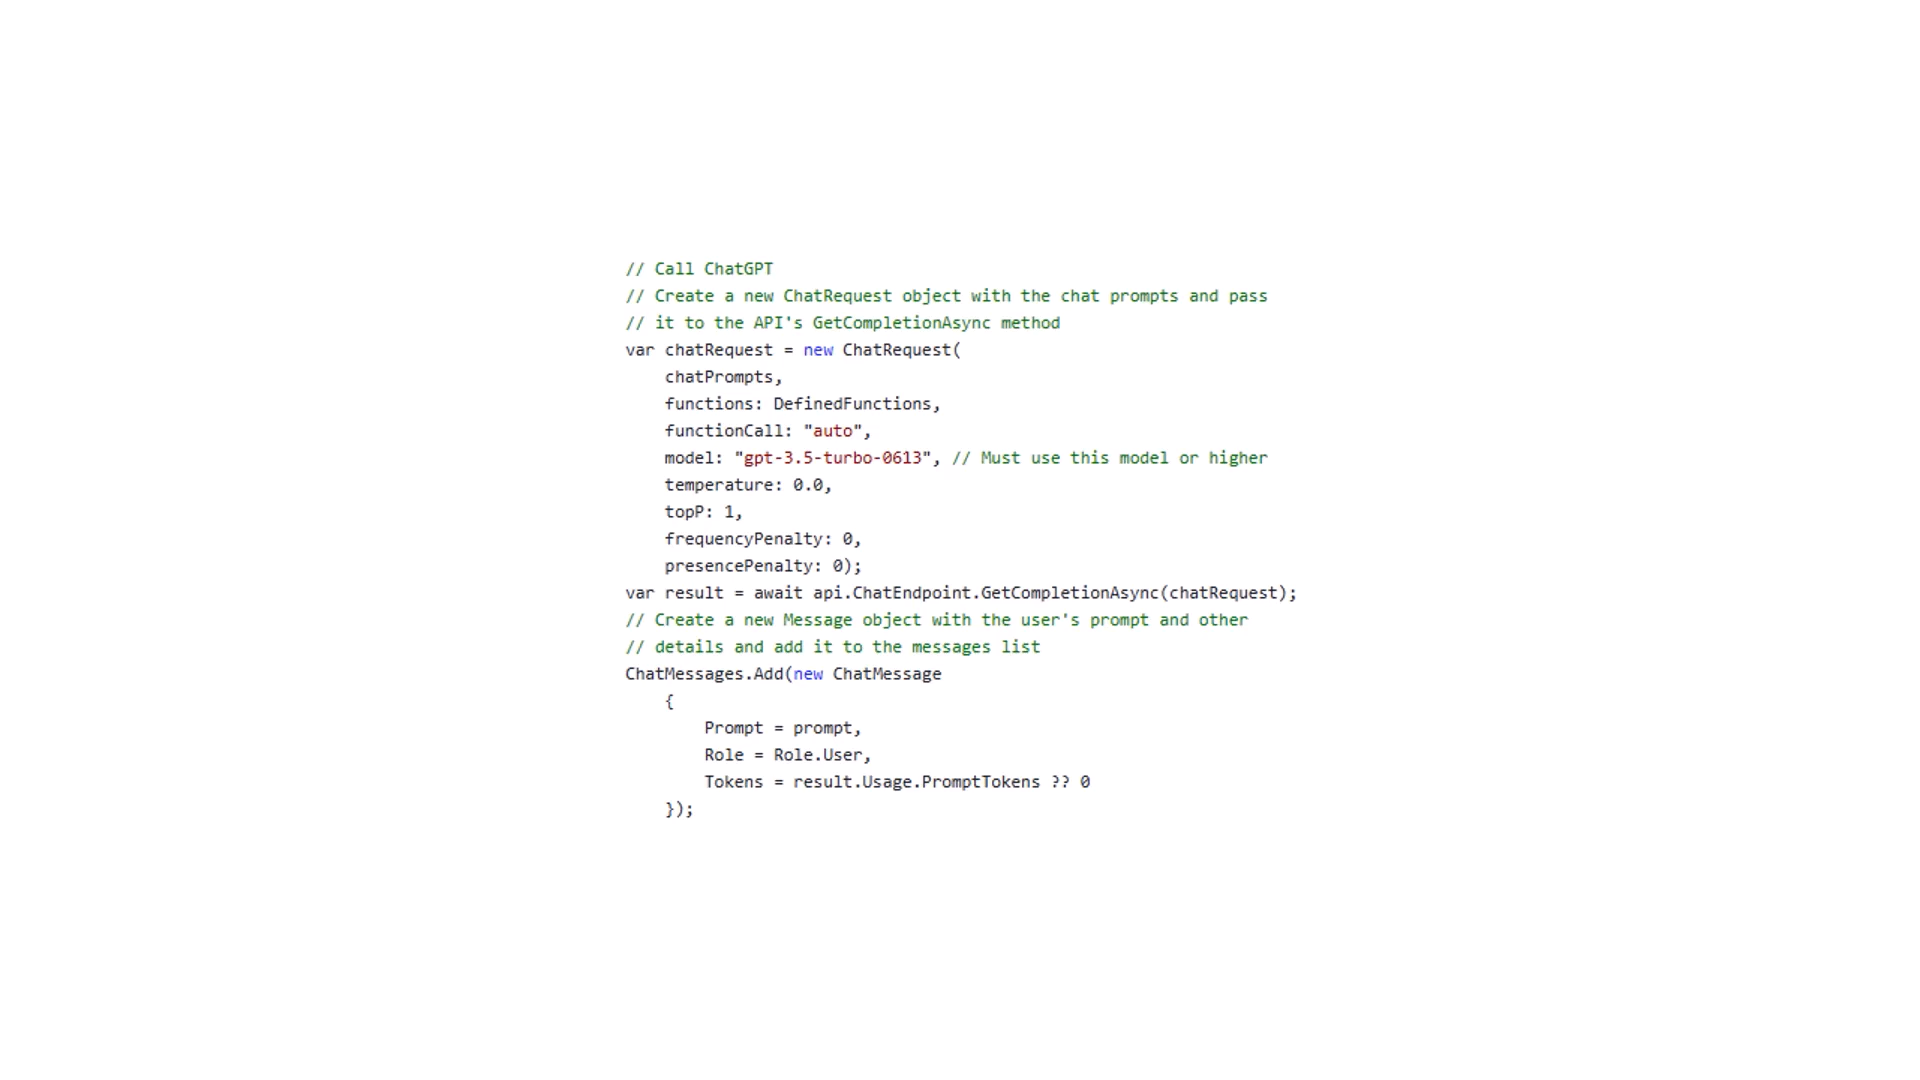 // Call ChatGPT
// Create a new ChatRequest object with the chat prompts and pass
// it to the API's GetCompletionAsync method
var chatRequest = new ChatRequest(
    chatPrompts,
    functions: DefinedFunctions,
    functionCall: "auto",
    model: "gpt-3.5-turbo-0613", // Must use this model or higher
    temperature: 0.0,
    topP: 1,
    frequencyPenalty: 0,
    presencePenalty: 0);
var result = await api.ChatEndpoint.GetCompletionAsync(chatRequest);
// Create a new Message object with the user's prompt and other
// details and add it to the messages list
ChatMessages.Add(new ChatMessage
    {
        Prompt = prompt,
        Role = Role.User,
        Tokens = result.Usage.PromptTokens ?? 0
    });